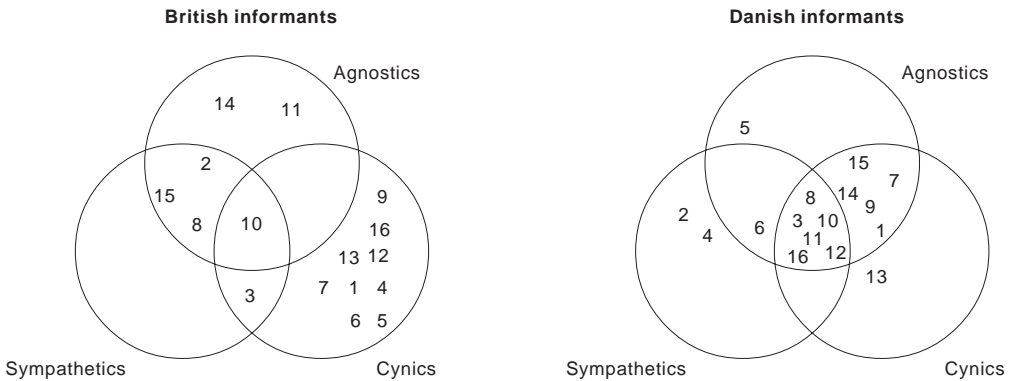 British informants
Agnostics
14 11
2
15
8 10
9
16
13 12
3 7 1 4
6 5
Sympathetics Cynics
Danish informants
Agnostics
5
15
7
8 14
9
2 3 10
4 6 11 1
16 12
13
Sympathetics Cynics